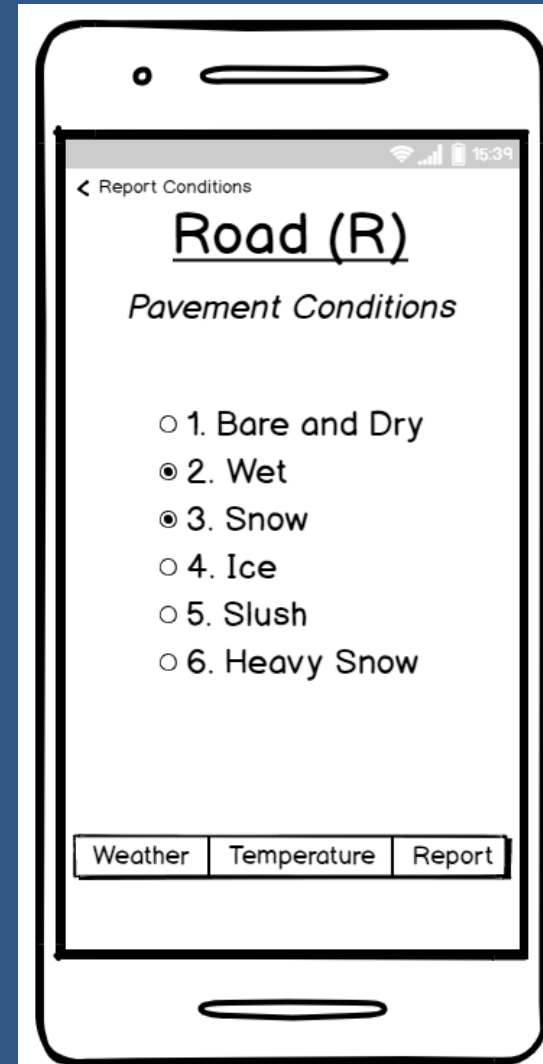 15:39
Report Conditions
Road (R)
Pavement Conditions
1. Bare and Dry
2. Wet
3. Snow
4. Ice
5. Slush
6. Heavy Snow
Weather Temperature Report